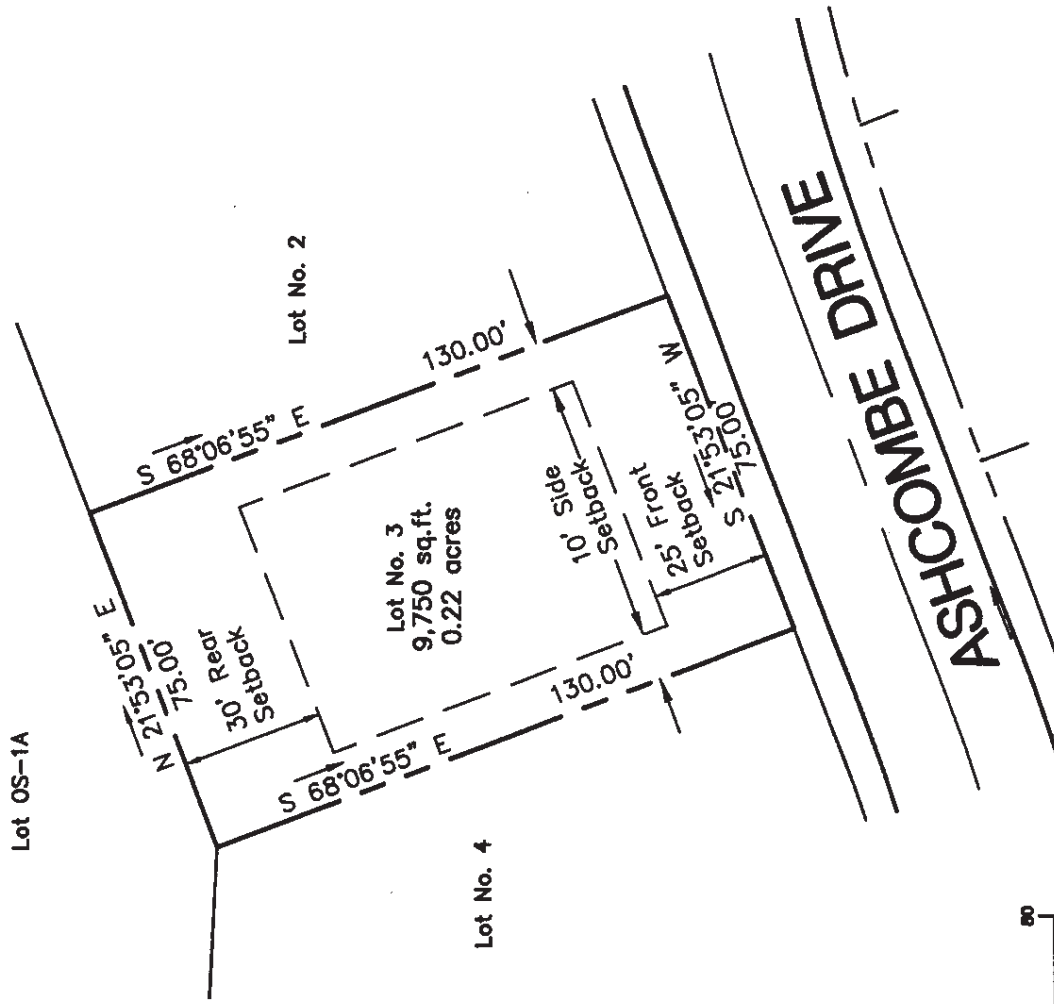 Lot OS-1A
N 21°53'05" E
75.00'
30' Rear
Setback
S 68°06'55" E
130.00'
Lot No. 2
Lot No. 3
9,750 sq.ft.
0.22 acres
S 68°06'55" E
130.00'
Lot No. 4
10' Side
Setback
25' Front
Setback
S 21°53'05" W
75.00'
ASHCOMBE DRIVE